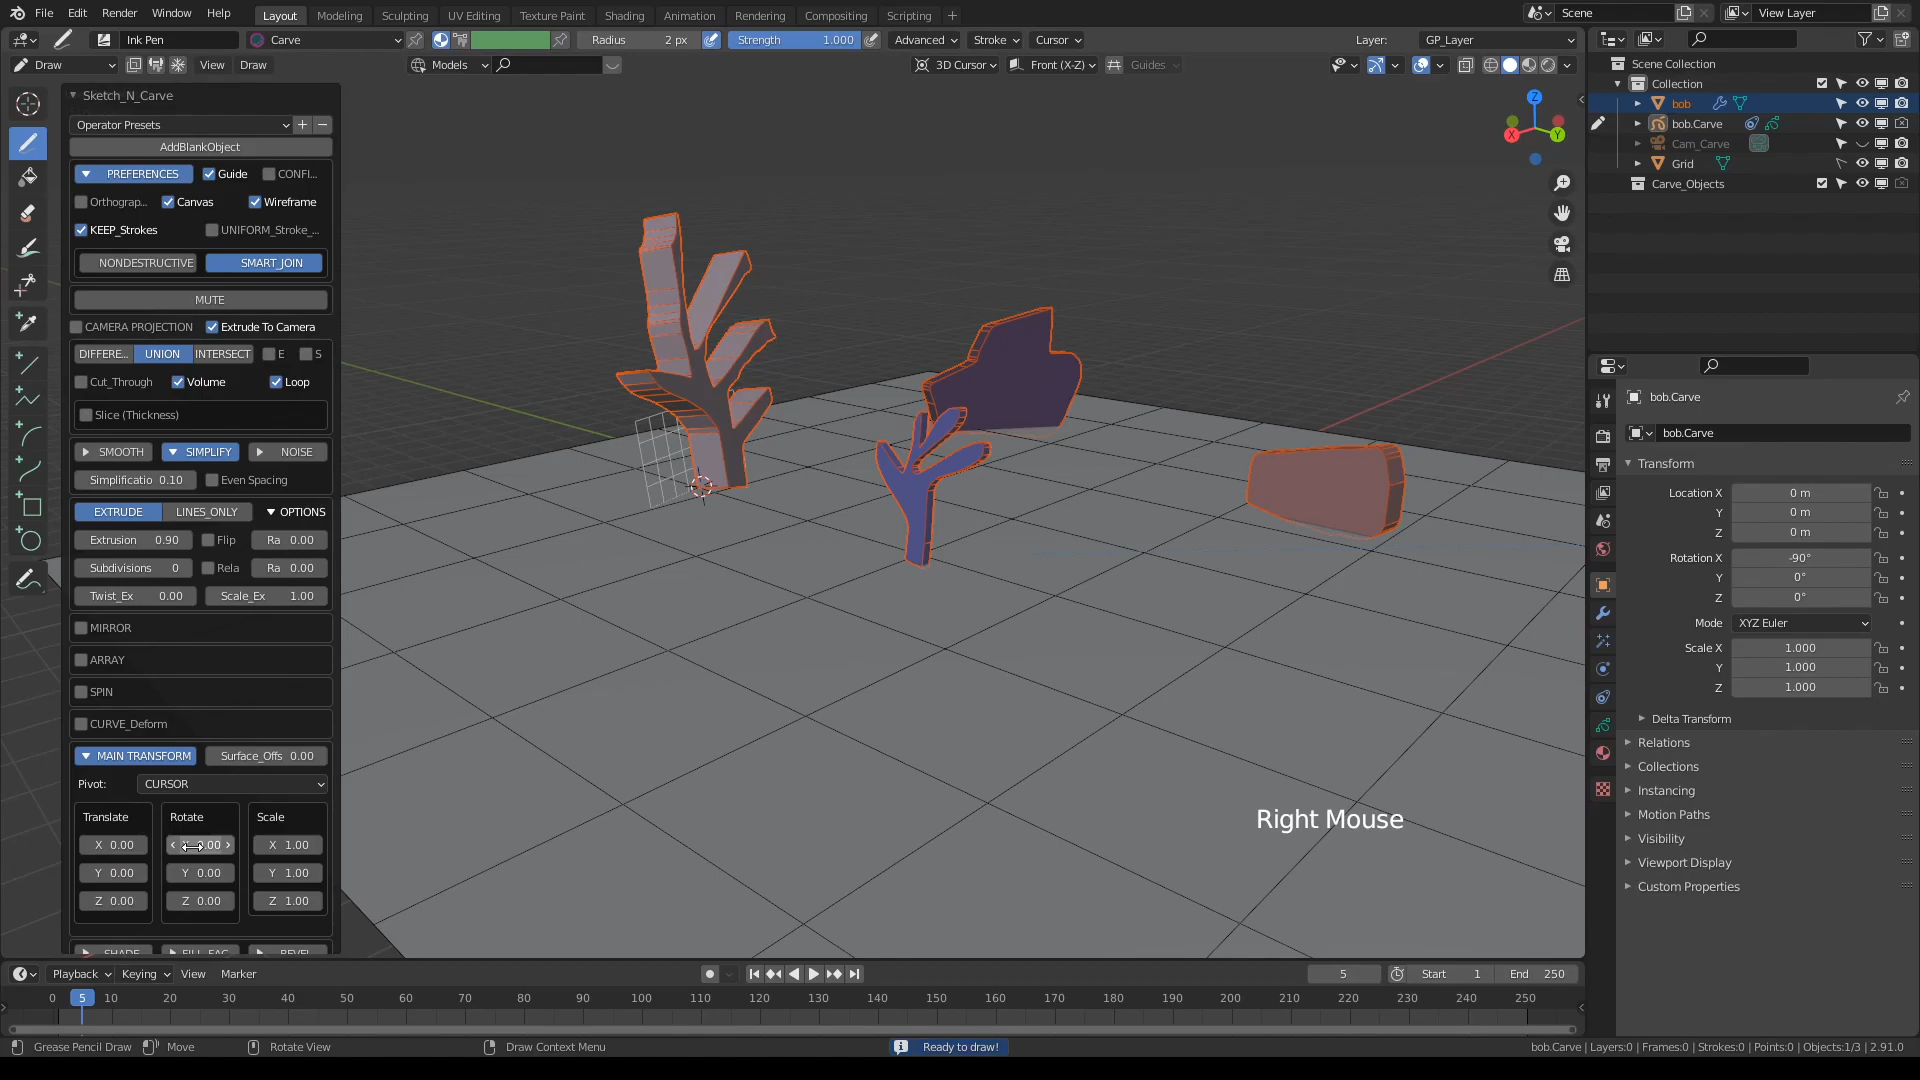 File Edit Render Window Help Layout Modeling Sculpting UV Editing Texture Paint Shading Animation Rendering Compositing Scripting + Scene View Layer
Ink Pen Carve Radius 2 px Strength 1.000 Advanced Stroke Cursor Layer: GP_Layer
Draw View Draw Models 3D Cursor Front (X-Z) Guides
Scene Collection
Collection
bob
bob.Carve
Cam_Carve
Grid
Carve_Objects
Sketch_N_Carve
Operator Presets
AddBlankObject
PREFERENCES Guide CONFI...
Orthograp... Canvas Wireframe
KEEP_Strokes UNIFORM_Stroke_...
NONDESTRUCTIVE SMART_JOIN
MUTE
CAMERA PROJECTION Extrude To Camera
DIFFERE... UNION INTERSECT E S
Cut_Through Volume Loop
Slice (Thickness)
SMOOTH SIMPLIFY NOISE
Simplificatio 0.10 Even Spacing
EXTRUDE LINES_ONLY OPTIONS
Extrusion 0.90 Flip Ra 0.00
Subdivisions 0 Rela Ra 0.00
Twist_Ex 0.00 Scale_Ex 1.00
MIRROR
ARRAY
SPIN
CURVE_Deform
MAIN TRANSFORM Surface_Offs 0.00
Pivot: CURSOR
Translate Rotate Scale
X 0.00 X 1.00
Y 0.00 Y 0.00 Y 1.00
Z 0.00 Z 0.00 Z 1.00
Z
X
Y
Right Mouse
bob.Carve
bob.Carve
Transform
Location X 0 m
Y 0 m
Z 0 m
Rotation X -90°
Y 0°
Z 0°
Mode XYZ Euler
Scale X 1.000
Y 1.000
Z 1.000
Delta Transform
Relations
Collections
Instancing
Motion Paths
Visibility
Viewport Display
Custom Properties
Playback Keying View Marker 5 Start 1 End 250
0 5 10 20 30 40 50 60 70 80 90 100 110 120 130 140 150 160 170 180 190 200 210 220 230 240 250
Grease Pencil Draw Move Rotate View Draw Context Menu Ready to draw! bob.Carve | Layers:0 | Frames:0 | Strokes:0 | Points:0 | Objects:1/3 | 2.91.0